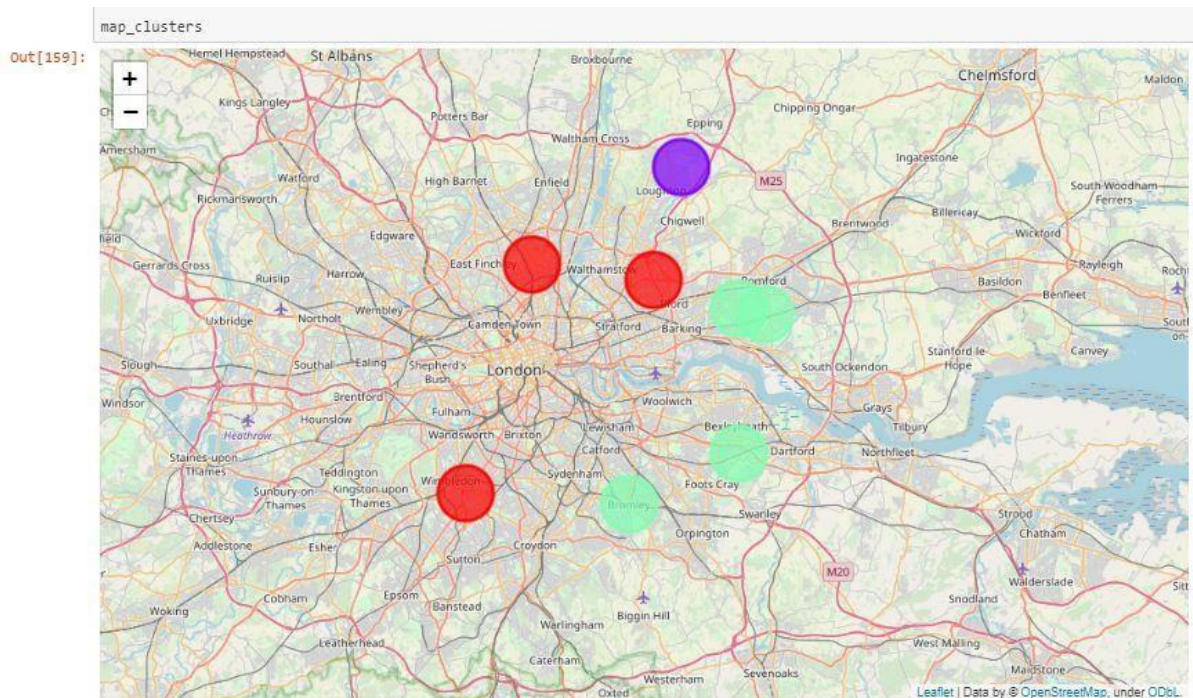 map_clusters
Out[159]:
+
−
Hemel Hempstead
St Albans
Broxbourne
Chelmsford
Maldon
Kings Langley
Potters Bar
Waltham Cross
Epping
Chipping Ongar
Amersham
Watford
High Barnet
Enfield
Loughton
M25
Ingatestone
South Woodham
Ferrers
Rickmansworth
Chigwell
Brentwood
Billericay
Wickford
Edgware
Gerrards Cross
Ruislip
Harrow
East Finchley
Walthamstow
Romford
Basildon
Rayleigh
Benfleet
Uxbridge
Northolt
Wembley
Camden Town
Stratford
Barking
Slough
Southall
Ealing
Shepherd's
Bush
London
South Ockendon
Stanford le
Hope
Canvey
Windsor
Brentford
Hounslow
Heathrow
Fulham
Woolwich
Grays
Tilbury
Wandsworth
Brixton
Lewisham
Catford
Bexleyheath
Dartford
Northfleet
Staines-upon
Thames
Teddington
Wimbledon
Sydenham
Foots Cray
Sunbury-on
Thames
Kingston upon
Thames
Bromley
Swanley
Strood
Chertsey
Orpington
Chatham
Addlestone
Esher
Croydon
Sutton
M20
Walderslade
Cobham
Epsom
Banstead
Biggin Hill
Snodland
Woking
Leatherhead
Warlingham
West Malling
Caterham
Sevenoaks
Maidstone
Oxted
Westerham
Leaflet | Data by © OpenStreetMap, under ODbL.